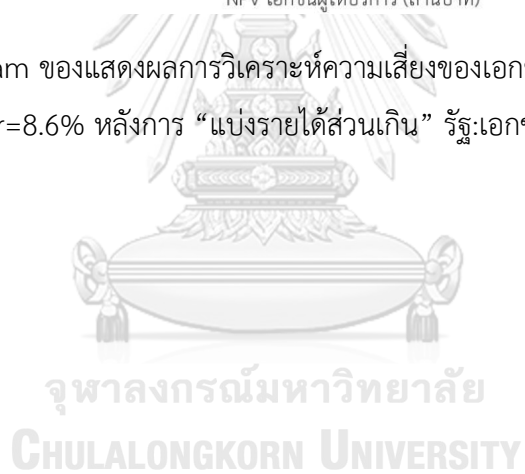 NPV เอกชนผู้ให้บริการ (ล้านบาท)
am ของแสดงผลการวิเคราะห์ความเสี่ยงของเอกช
r=8.6% หลังการ “แบ่งรายได้ส่วนเกิน” รัฐ:เอกช
จุฬาลงกรณ์มหาวิทยาลัย
CHULALONGKORN UNIVERSITY